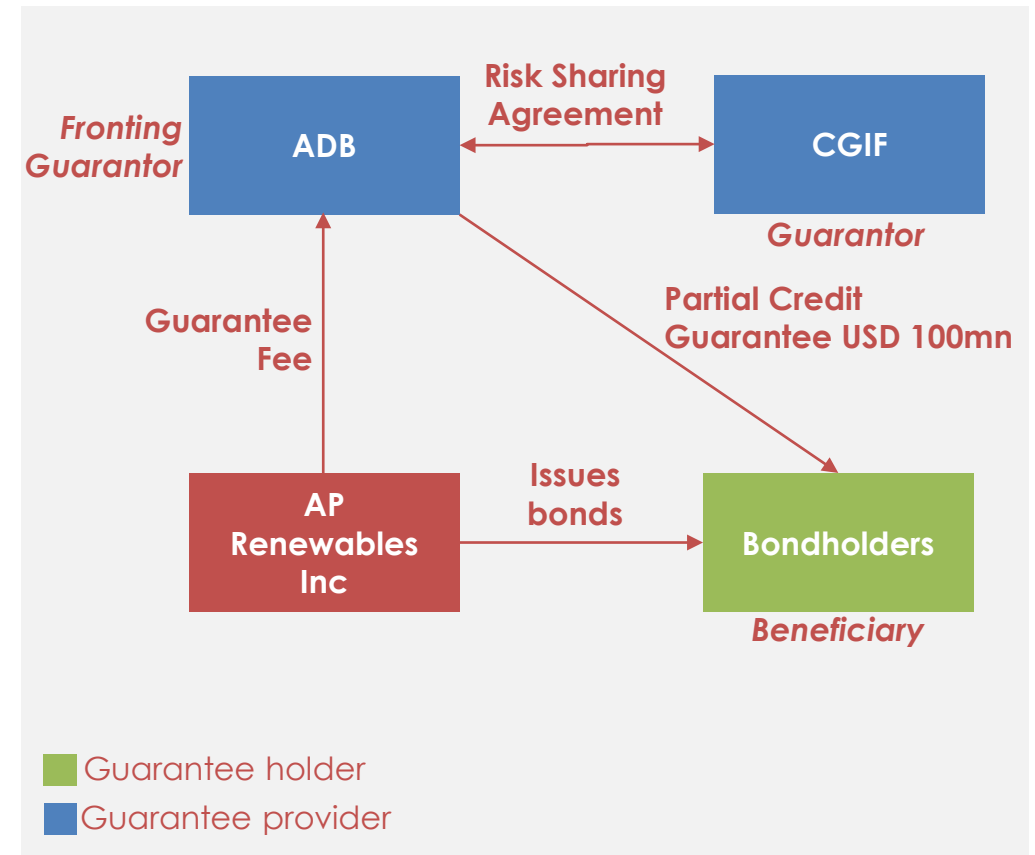 Risk Sharing
Agreement
Fronting
Guarantor
ADB
CGIF
Guarantor
Partial Credit
Guarantee USD 100mn
Guarantee
Fee
Issues
bonds
AP
Renewables
Inc
Bondholders
Beneficiary
Guarantee holder
Guarantee provider